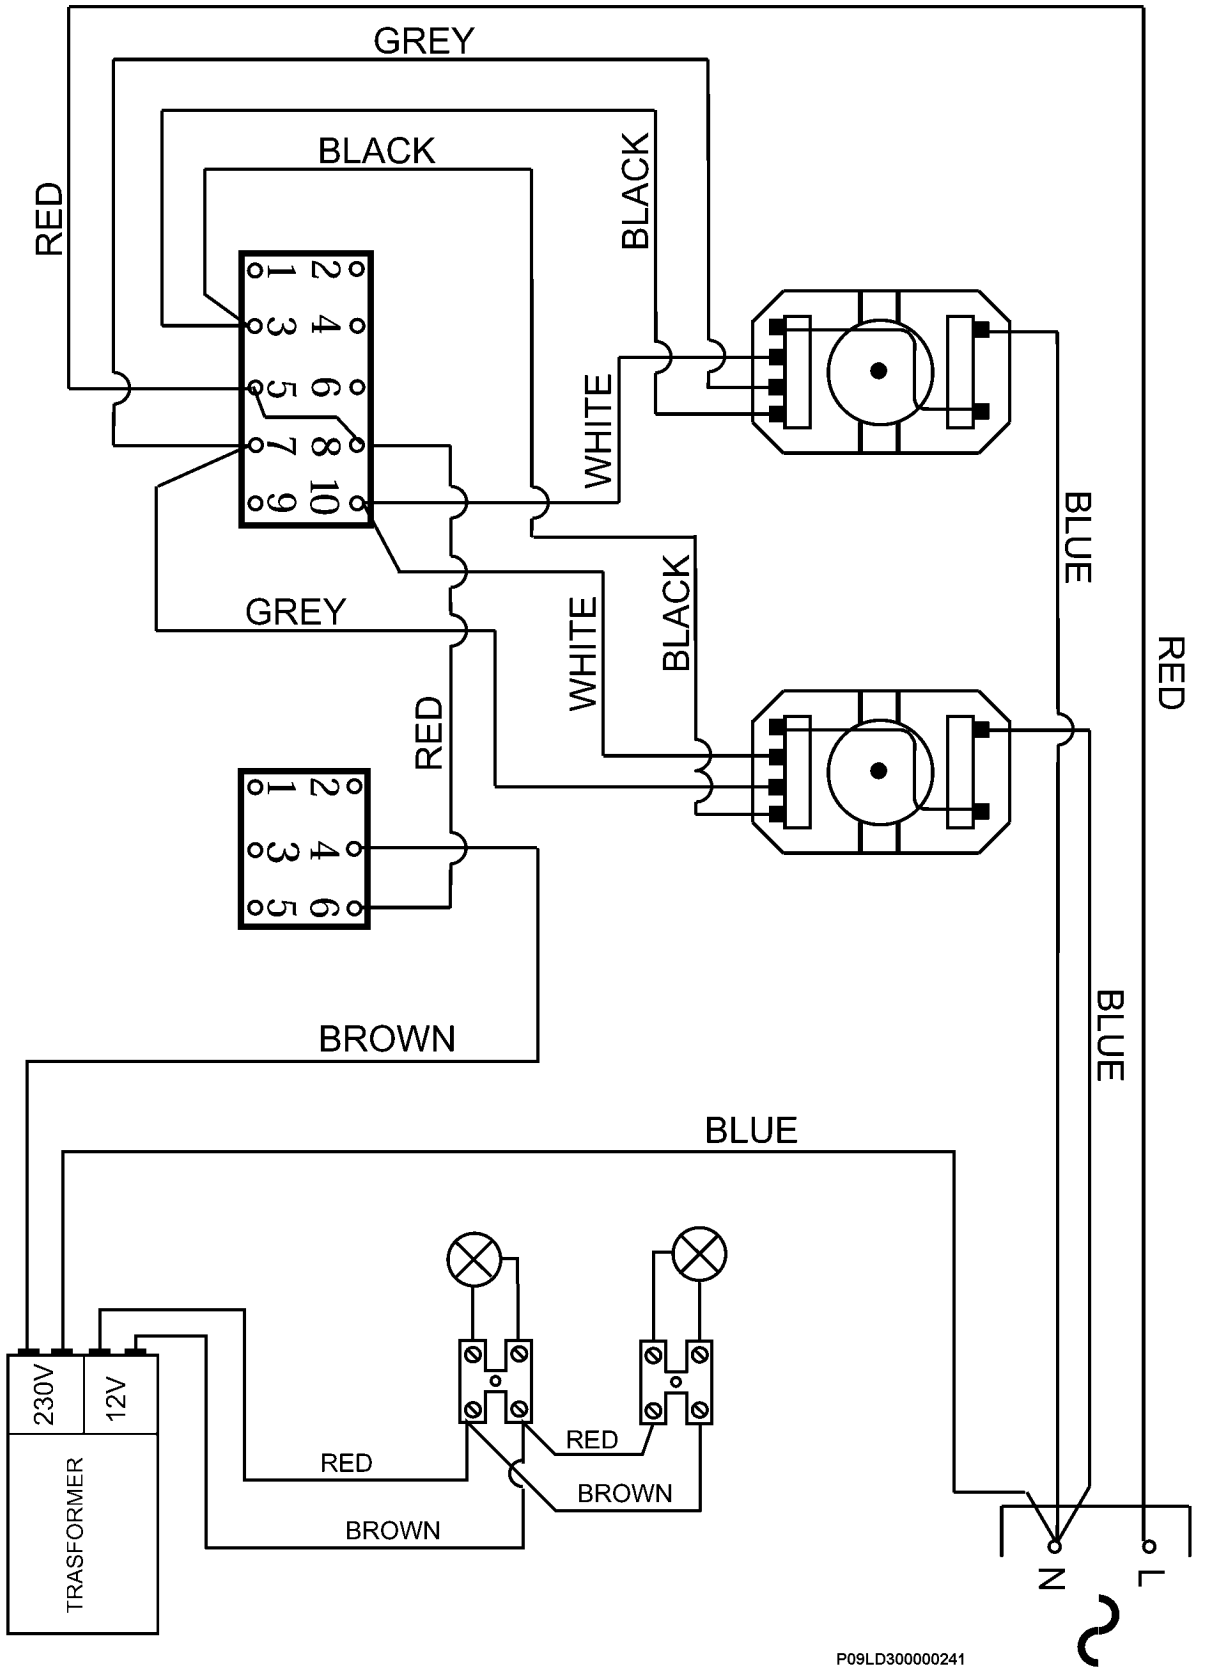 GREY
BLACK
BLACK
RED
1 2
3 4
5 6
7 8
9 10
WHITE
BLUE
GREY
WHITE
BLACK
RED
RED
1 2
3 4
5 6
BROWN
BLUE
BLUE
230V
12V
TRASFORMER
RED
BROWN
RED
BROWN
N
L
P09LD300000241